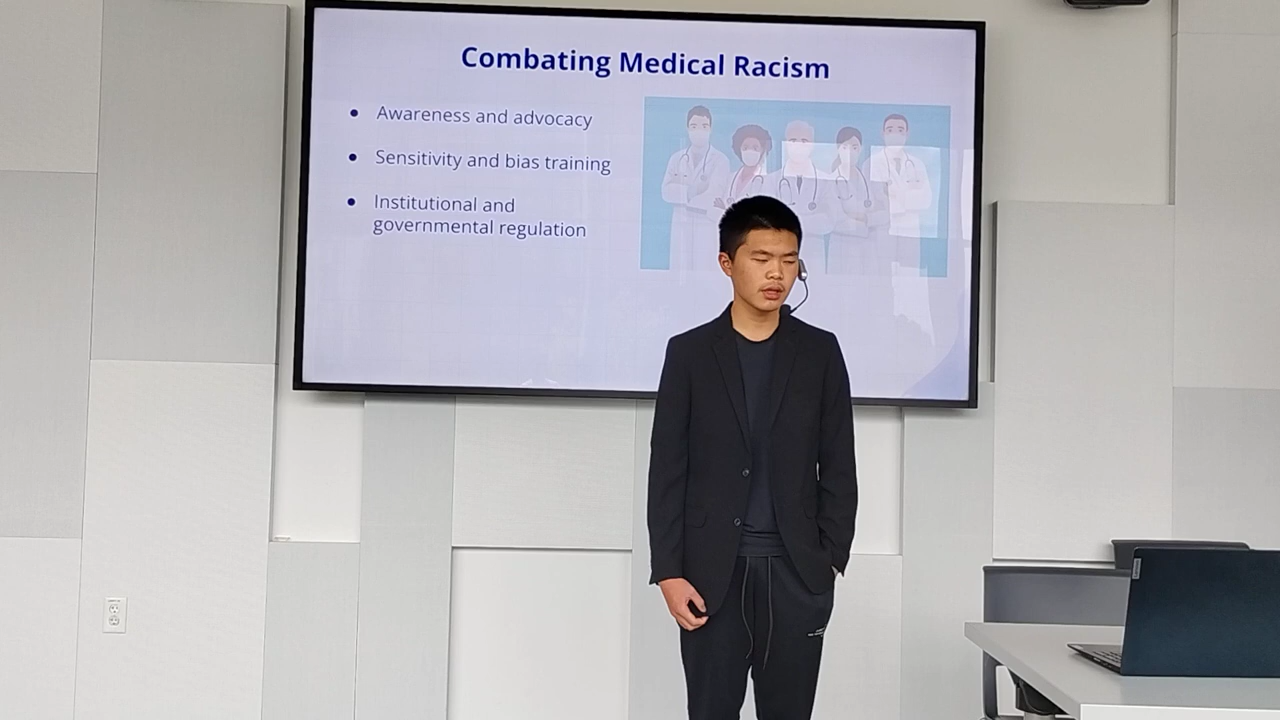 Combating Medical Racism
Awareness and advocacy
Sensitivity and bias training
Institutional and
governmental regulation